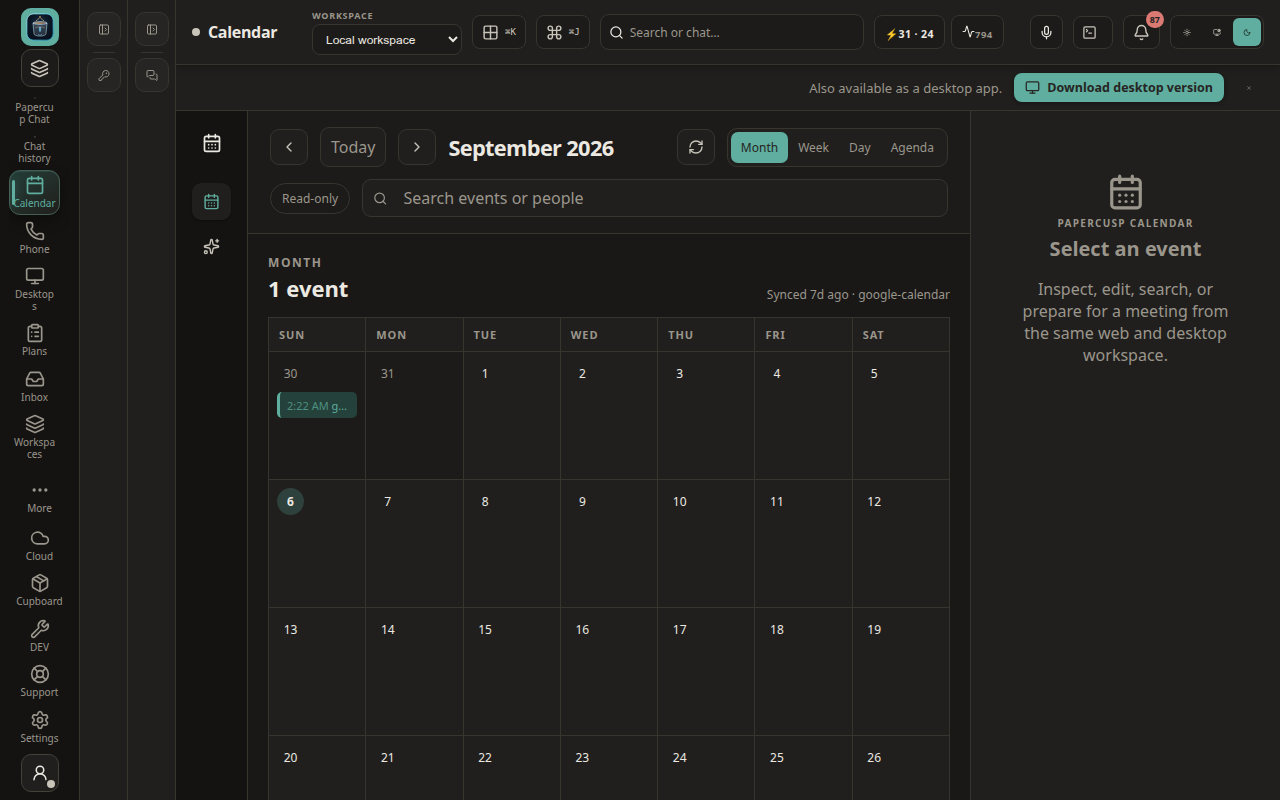 Papercu
p Chat
Chat
history
Calendar
Phone
Desktop
s
Plans
Inbox
Workspa
ces
More
Cloud
Cupboard
DEV
Support
Settings
Calendar
WORKSPACE
Local workspace
⌘K
⌘J
Search or chat...
⚡31 · 24
794
87
Also available as a desktop app.
Download desktop version
×
Today
September 2026
Month
Week
Day
Agenda
Read-only
Search events or people
MONTH
1 event
Synced 7d ago · google-calendar
SUN MON TUE WED THU FRI SAT
30 31 1 2 3 4 5
2:22 AM g...
6 7 8 9 10 11 12
13 14 15 16 17 18 19
20 21 22 23 24 25 26
PAPERCUSP CALENDAR
Select an event
Inspect, edit, search, or
prepare for a meeting from
the same web and desktop
workspace.